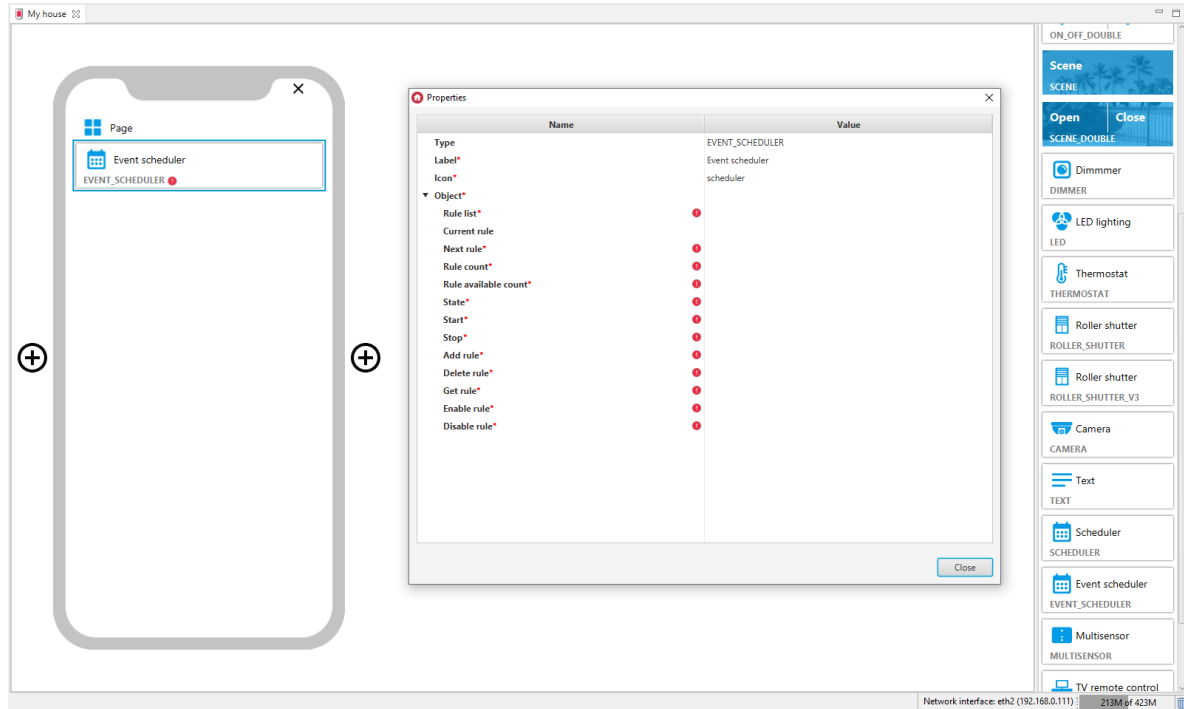 My house
Page
Event scheduler
EVENT_SCHEDULER
Properties
Name Value
Type EVENT_SCHEDULER
Label* Event scheduler
Icon* scheduler
Object*
Rule list*
Current rule
Next rule*
Rule count*
Rule available count*
State*
Start*
Stop*
Add rule*
Delete rule*
Get rule*
Enable rule*
Disable rule*
Close
ON_OFF_DOUBLE
Scene
SCENE
Open Close
SCENE_DOUBLE
Dimmmer
DIMMER
LED lighting
LED
Thermostat
THERMOSTAT
Roller shutter
ROLLER_SHUTTER
Roller shutter
ROLLER_SHUTTER_V3
Camera
CAMERA
Text
TEXT
Scheduler
SCHEDULER
Event scheduler
EVENT_SCHEDULER
Multisensor
MULTISENSOR
TV remote control
Network interface: eth2 (192.168.0.111) 213M of 423M